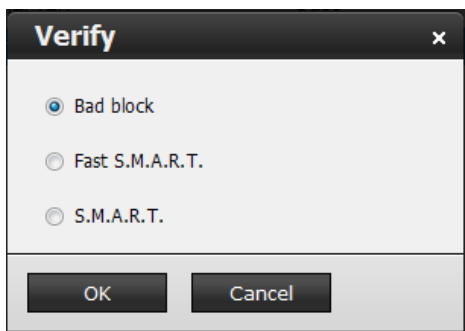 Verify
x
Bad block
Fast S.M.A.R.T.
S.M.A.R.T.
OK
Cancel